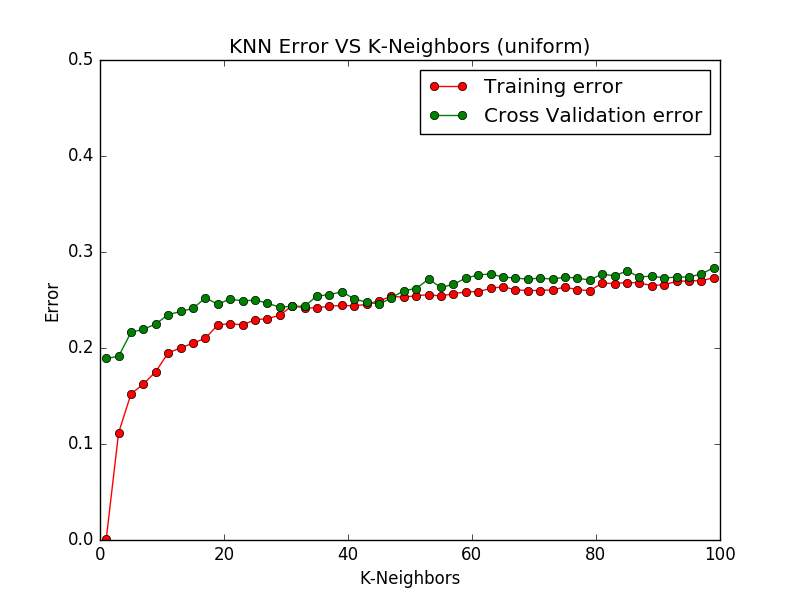 KNN Error VS K-Neighbors (uniform)
Training error
Cross Validation error
Error
0.5
0.4
0.3
0.2
0.1
0.0
0 20 40 60 80 100
K-Neighbors